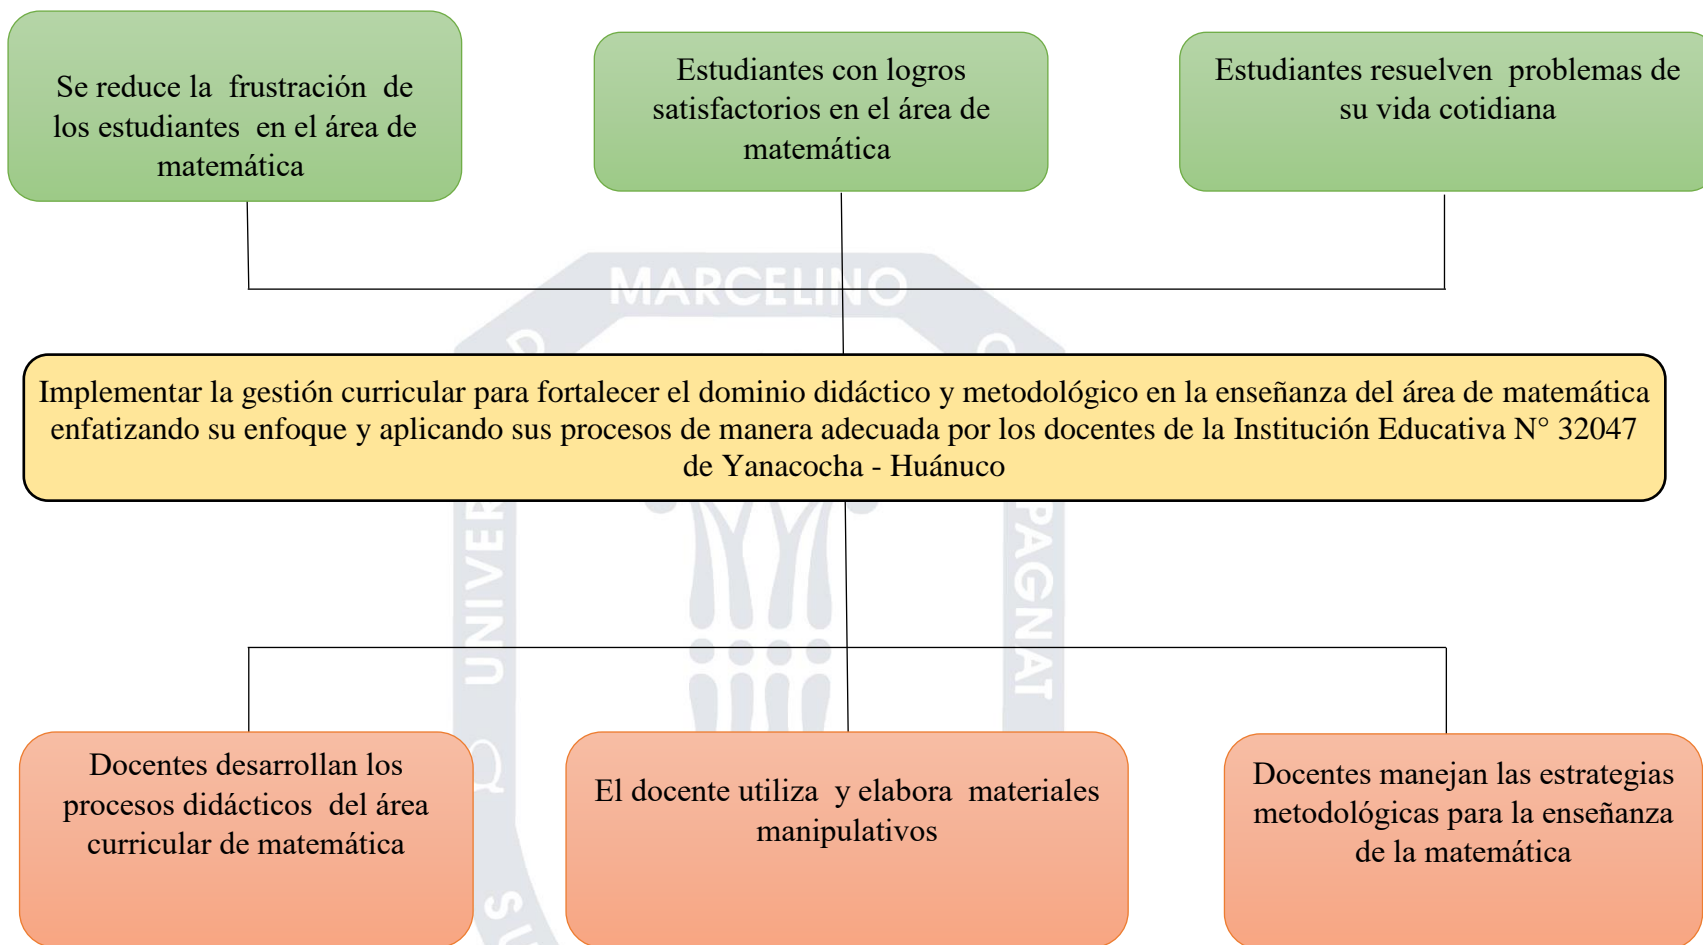 Se reduce la frustración de
los estudiantes en el área de
matemática
Estudiantes con logros
satisfactorios en el área de
matemática
Estudiantes resuelven problemas de
su vida cotidiana
MARCELINO
Implementar la gestión curricular para fortalecer el dominio didáctico y metodológico en la enseñanza del área de matemática
enfatizando su enfoque y aplicando sus procesos de manera adecuada por los docentes de la Institución Educativa N° 32047
de Yanacocha - Huánuco
UNIVER
PAGNAT
Docentes desarrollan los
procesos didácticos del área
curricular de matemática
El docente utiliza y elabora materiales
manipulativos
Docentes manejan las estrategias
metodológicas para la enseñanza
de la matemática